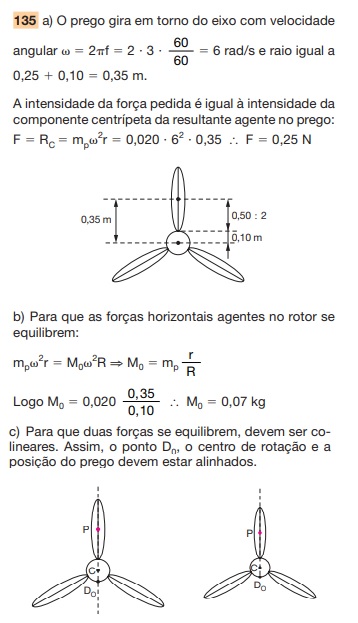 135 a) O prego gira em torno do eixo com velocidade
angular ω = 2πf = 2 · 3 · 60/60 = 6 rad/s e raio igual a
0,25 + 0,10 = 0,35 m.
A intensidade da força pedida é igual à intensidade da
componente centrípeta da resultante agente no prego:
F = R_C = m_pω²r = 0,020 · 6² · 0,35 ∴ F = 0,25 N
0,35 m
0,50 : 2
0,10 m
b) Para que as forças horizontais agentes no rotor se
equilibrem:
m_pω²r = M_0ω²R ⇒ M_0 = m_p r/R
Logo M_0 = 0,020 0,35/0,10 ∴ M_0 = 0,07 kg
c) Para que duas forças se equilibrem, devem ser co-
lineares. Assim, o ponto D_n, o centro de rotação e a
posição do prego devem estar alinhados.
P
C
D_0
P
C
D_0